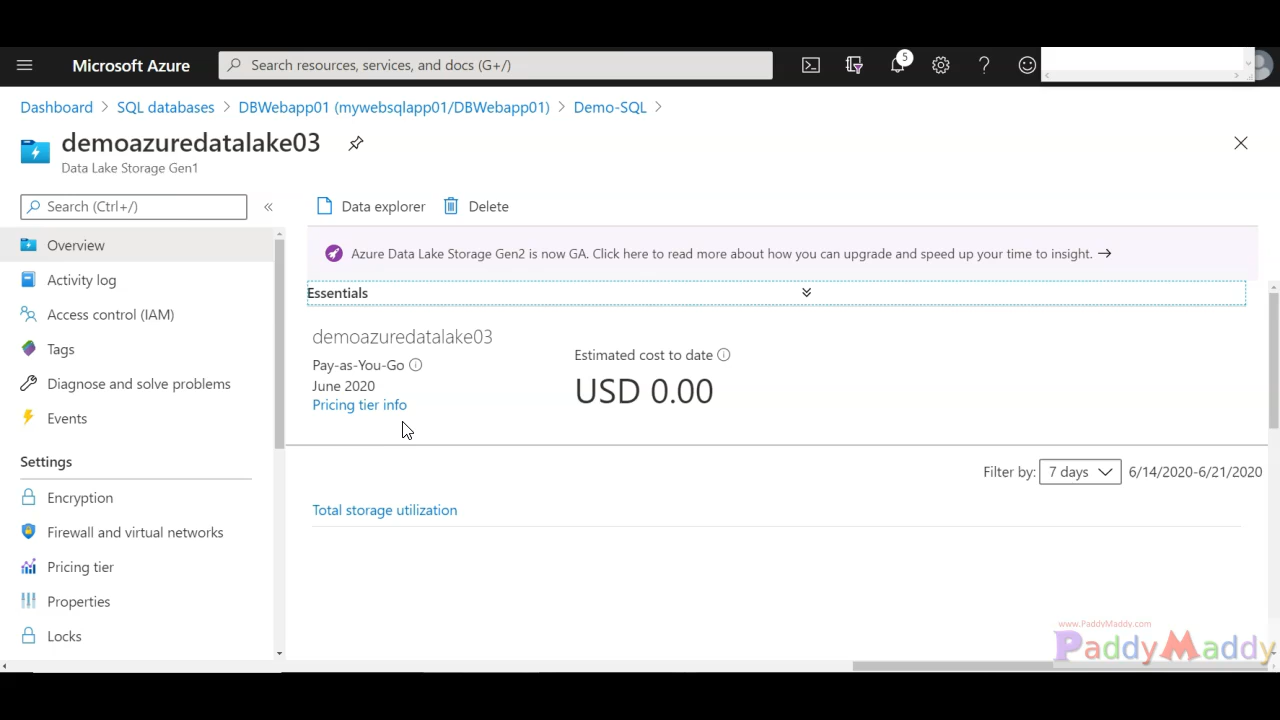 Microsoft Azure
Search resources, services, and docs (G+/)
5
Dashboard > SQL databases > DBWebapp01 (mywebsqlapp01/DBWebapp01) > Demo-SQL >
demoazuredatalake03
Data Lake Storage Gen1
Search (Ctrl+/)
Data explorer
Delete
Overview
Activity log
Access control (IAM)
Tags
Diagnose and solve problems
Events
Settings
Encryption
Firewall and virtual networks
Pricing tier
Properties
Locks
Azure Data Lake Storage Gen2 is now GA. Click here to read more about how you can upgrade and speed up your time to insight. →
Essentials
demoazuredatalake03
Pay-as-You-Go
June 2020
Pricing tier info
Estimated cost to date
USD 0.00
Filter by: 7 days 6/14/2020-6/21/2020
Total storage utilization
www.PaddyMaddy.com
PaddyMaddy